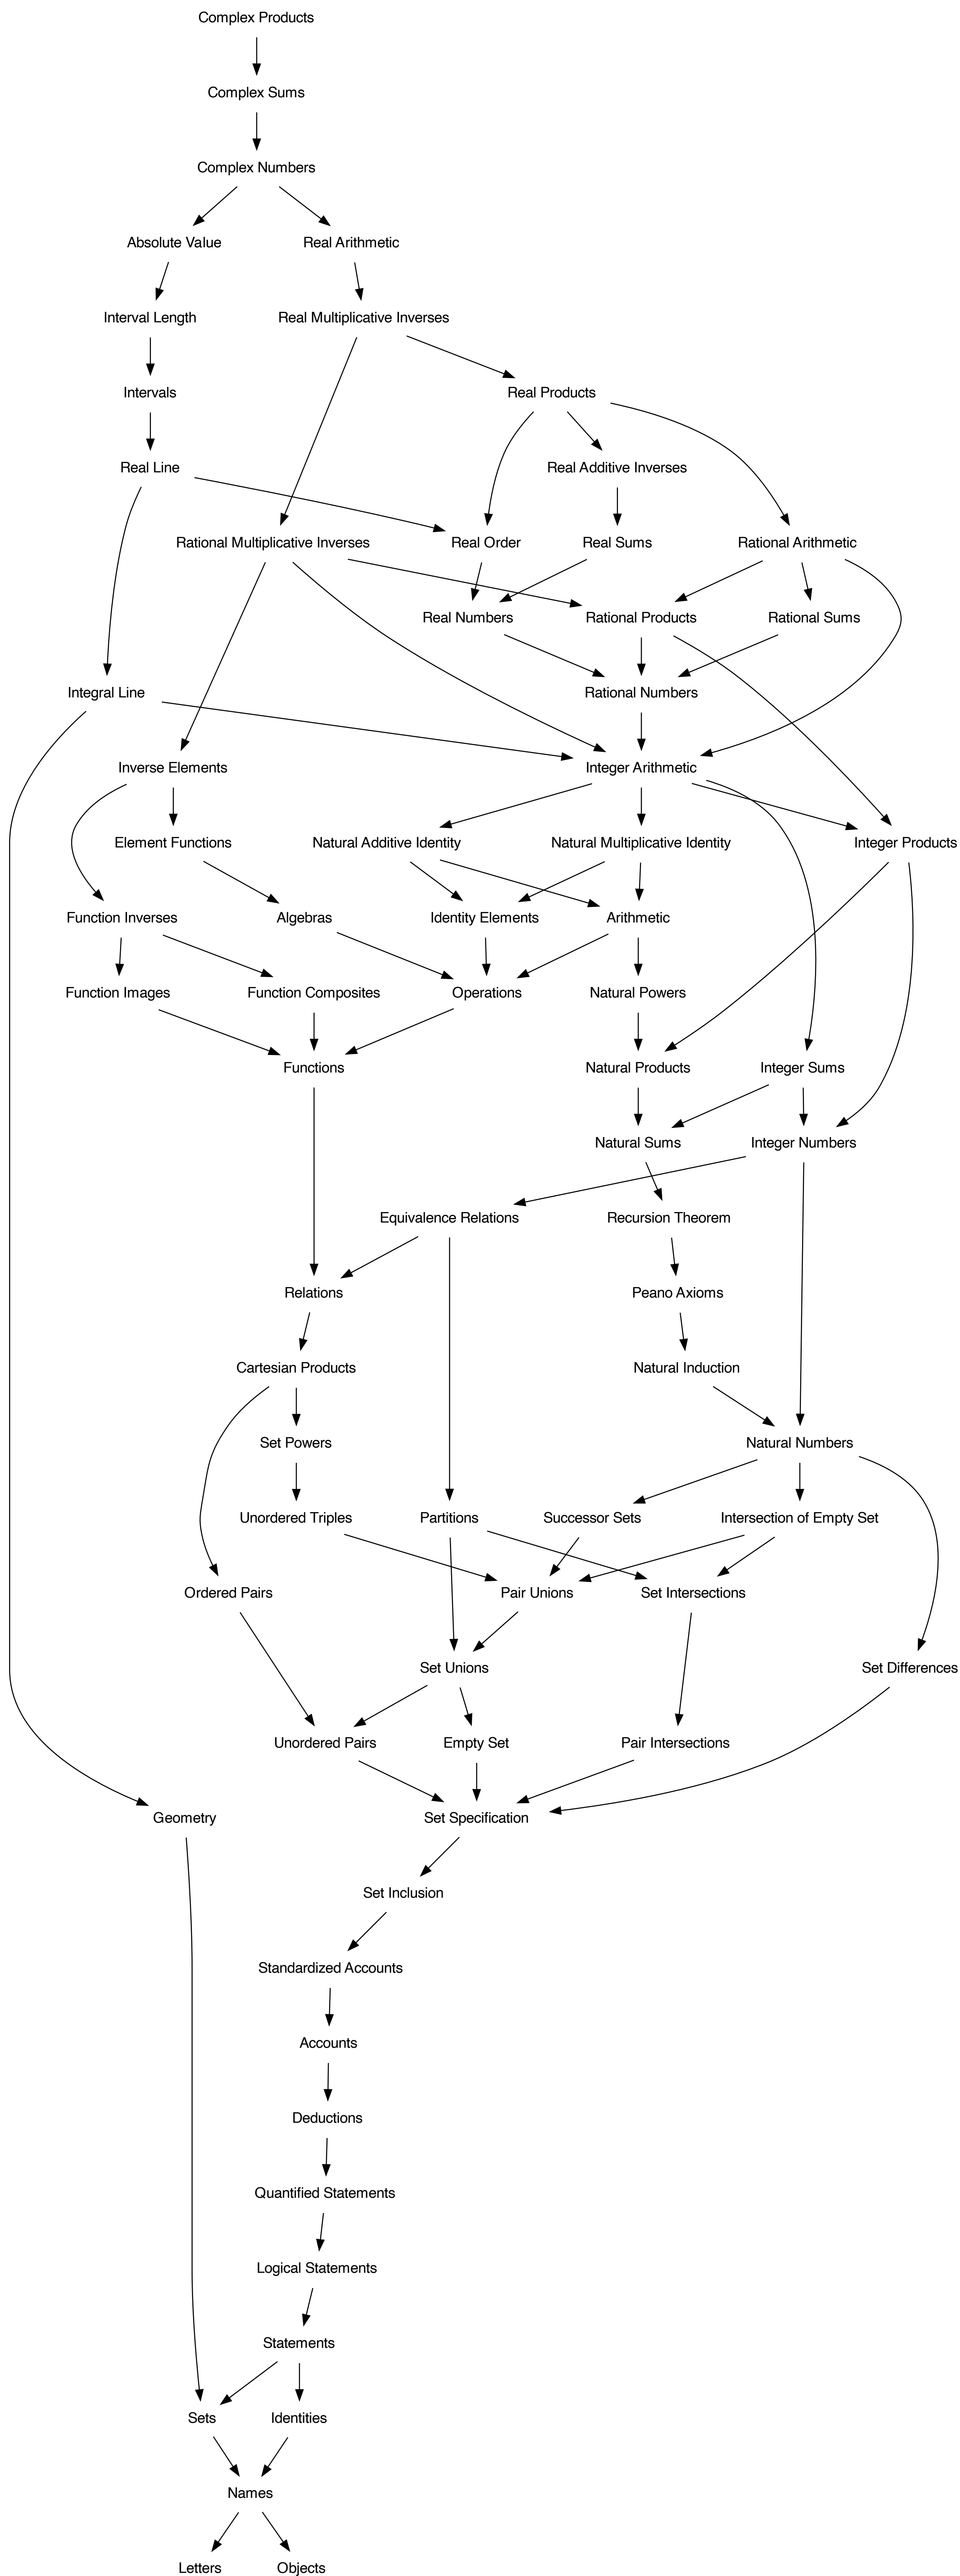 Complex Products
Complex Sums
Complex Numbers
Absolute Value
Real Arithmetic
Interval Length
Real Multiplicative Inverses
Intervals
Real Products
Real Line
Real Additive Inverses
Rational Multiplicative Inverses
Real Order
Real Sums
Rational Arithmetic
Real Numbers
Rational Products
Rational Sums
Integral Line
Rational Numbers
Inverse Elements
Integer Arithmetic
Element Functions
Natural Additive Identity
Natural Multiplicative Identity
Integer Products
Function Inverses
Algebras
Identity Elements
Arithmetic
Function Images
Function Composites
Operations
Natural Powers
Functions
Natural Products
Integer Sums
Natural Sums
Integer Numbers
Equivalence Relations
Recursion Theorem
Relations
Peano Axioms
Cartesian Products
Natural Induction
Set Powers
Natural Numbers
Unordered Triples
Partitions
Successor Sets
Intersection of Empty Set
Ordered Pairs
Pair Unions
Set Intersections
Set Unions
Set Differences
Unordered Pairs
Empty Set
Pair Intersections
Geometry
Set Specification
Set Inclusion
Standardized Accounts
Accounts
Deductions
Quantified Statements
Logical Statements
Statements
Sets
Identities
Names
Letters
Objects